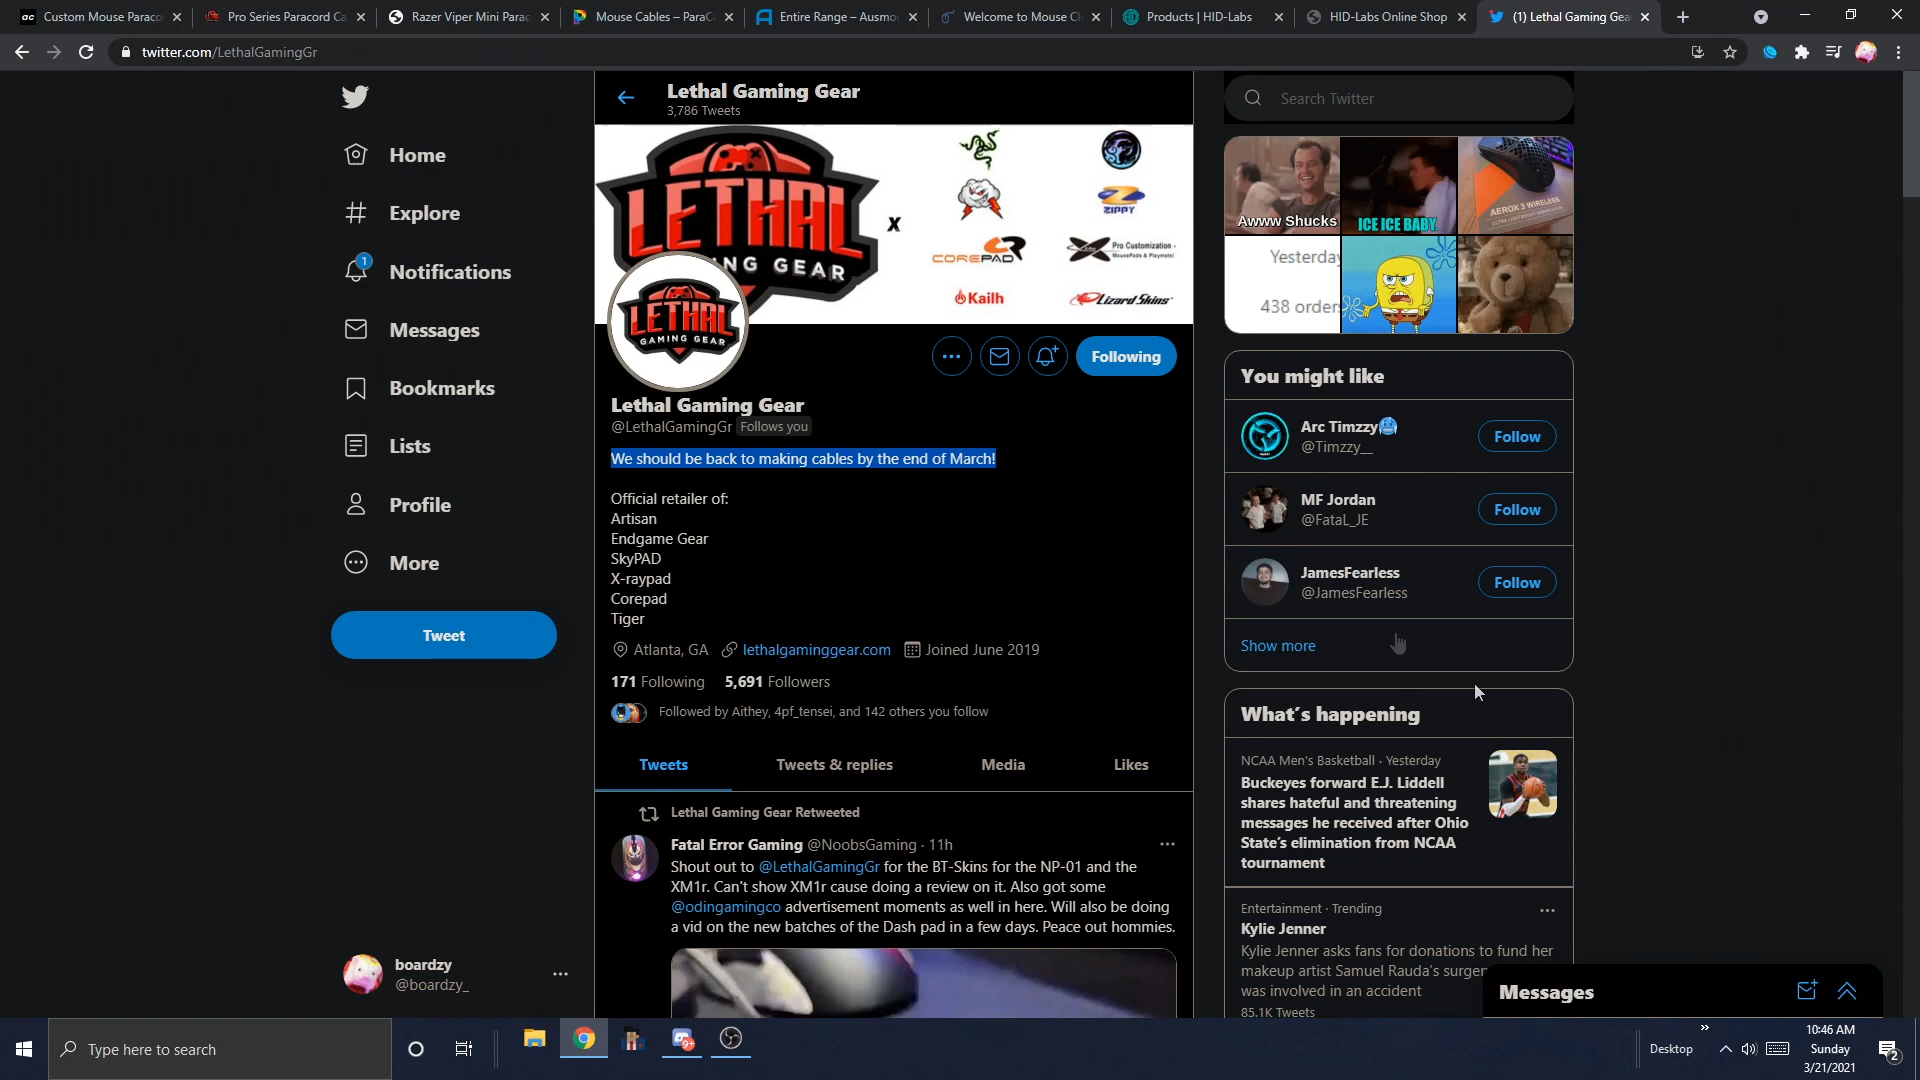 Custom Mouse Paraco
Pro Series Paracord Ca
Razer Viper Mini Parac
Mouse Cables – ParaC
Entire Range – Ausmo
Welcome to Mouse C
Products | HID-Labs
HID-Labs Online Shop
(1) Lethal Gaming Gea
twitter.com/LethalGamingGr
Home
Explore
1
Notifications
Messages
Bookmarks
Lists
Profile
More
Tweet
boardzy
@boardzy_
Lethal Gaming Gear
3,786 Tweets
LETHAL
NG GEAR
x
ZIPPY
COREPAD
Pro Customization
MousePads & Playmats!
Kailh
Lizard Skins
LETHAL
GAMING GEAR
Following
Lethal Gaming Gear
@LethalGamingGr Follows you
We should be back to making cables by the end of March!
Official retailer of:
Artisan
Endgame Gear
SkyPAD
X-raypad
Corepad
Tiger
Atlanta, GA lethalgaminggear.com Joined June 2019
171 Following 5,691 Followers
Followed by Aithey, 4pf_tensei, and 142 others you follow
Tweets Tweets & replies Media Likes
Lethal Gaming Gear Retweeted
Fatal Error Gaming @NoobsGaming · 11h
Shout out to @LethalGamingGr for the BT-Skins for the NP-01 and the
XM1r. Can't show XM1r cause doing a review on it. Also got some
@odingamingco advertisement moments as well in here. Will also be doing
a vid on the new batches of the Dash pad in a few days. Peace out hommies.
Search Twitter
Awww Shucks
ICE ICE BABY
AEROX 3 WIRELESS
Yesterday
438 orders
You might like
Arc Timzzy
@Timzzy__
Follow
MF Jordan
@FataL_JE
Follow
JamesFearless
@JamesFearless
Follow
Show more
What's happening
NCAA Men's Basketball · Yesterday
Buckeyes forward E.J. Liddell
shares hateful and threatening
messages he received after Ohio
State's elimination from NCAA
tournament
Entertainment · Trending
Kylie Jenner
Kylie Jenner asks fans for donations to fund her
makeup artist Samuel Rauda's surger
was involved in an accident
85.1K Tweets
Messages
Type here to search
9+
Desktop
10:46 AM
Sunday
3/21/2021
2